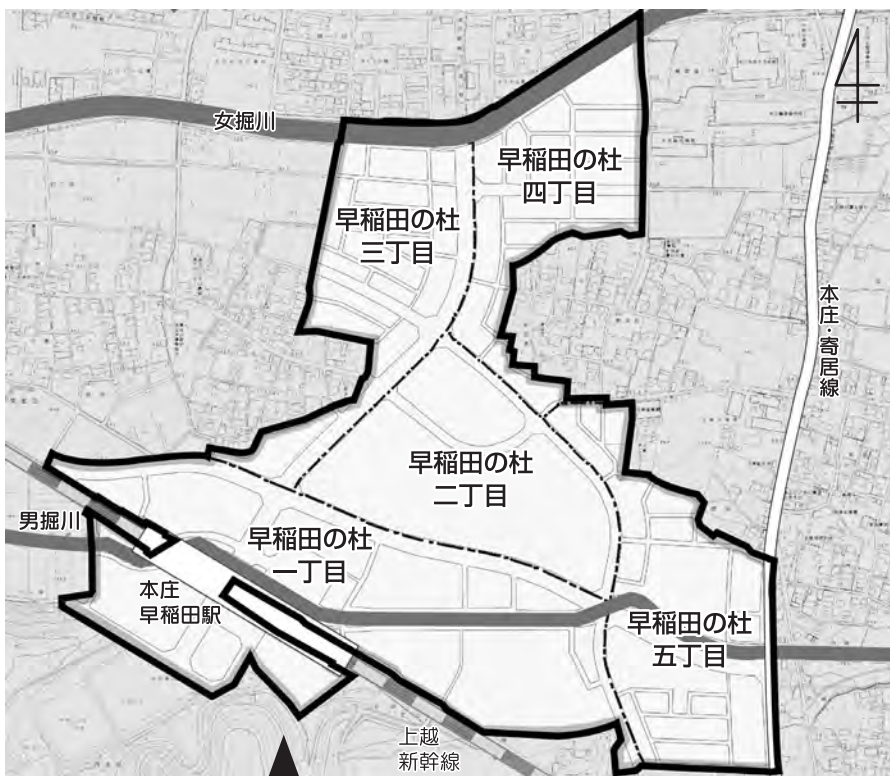 女掘川
早稲田の杜
四丁目
早稲田の杜
三丁目
本庄・寄居線
早稲田の杜
二丁目
男掘川
早稲田の杜
一丁目
本庄
早稲田駅
早稲田の杜
五丁目
上越
新幹線